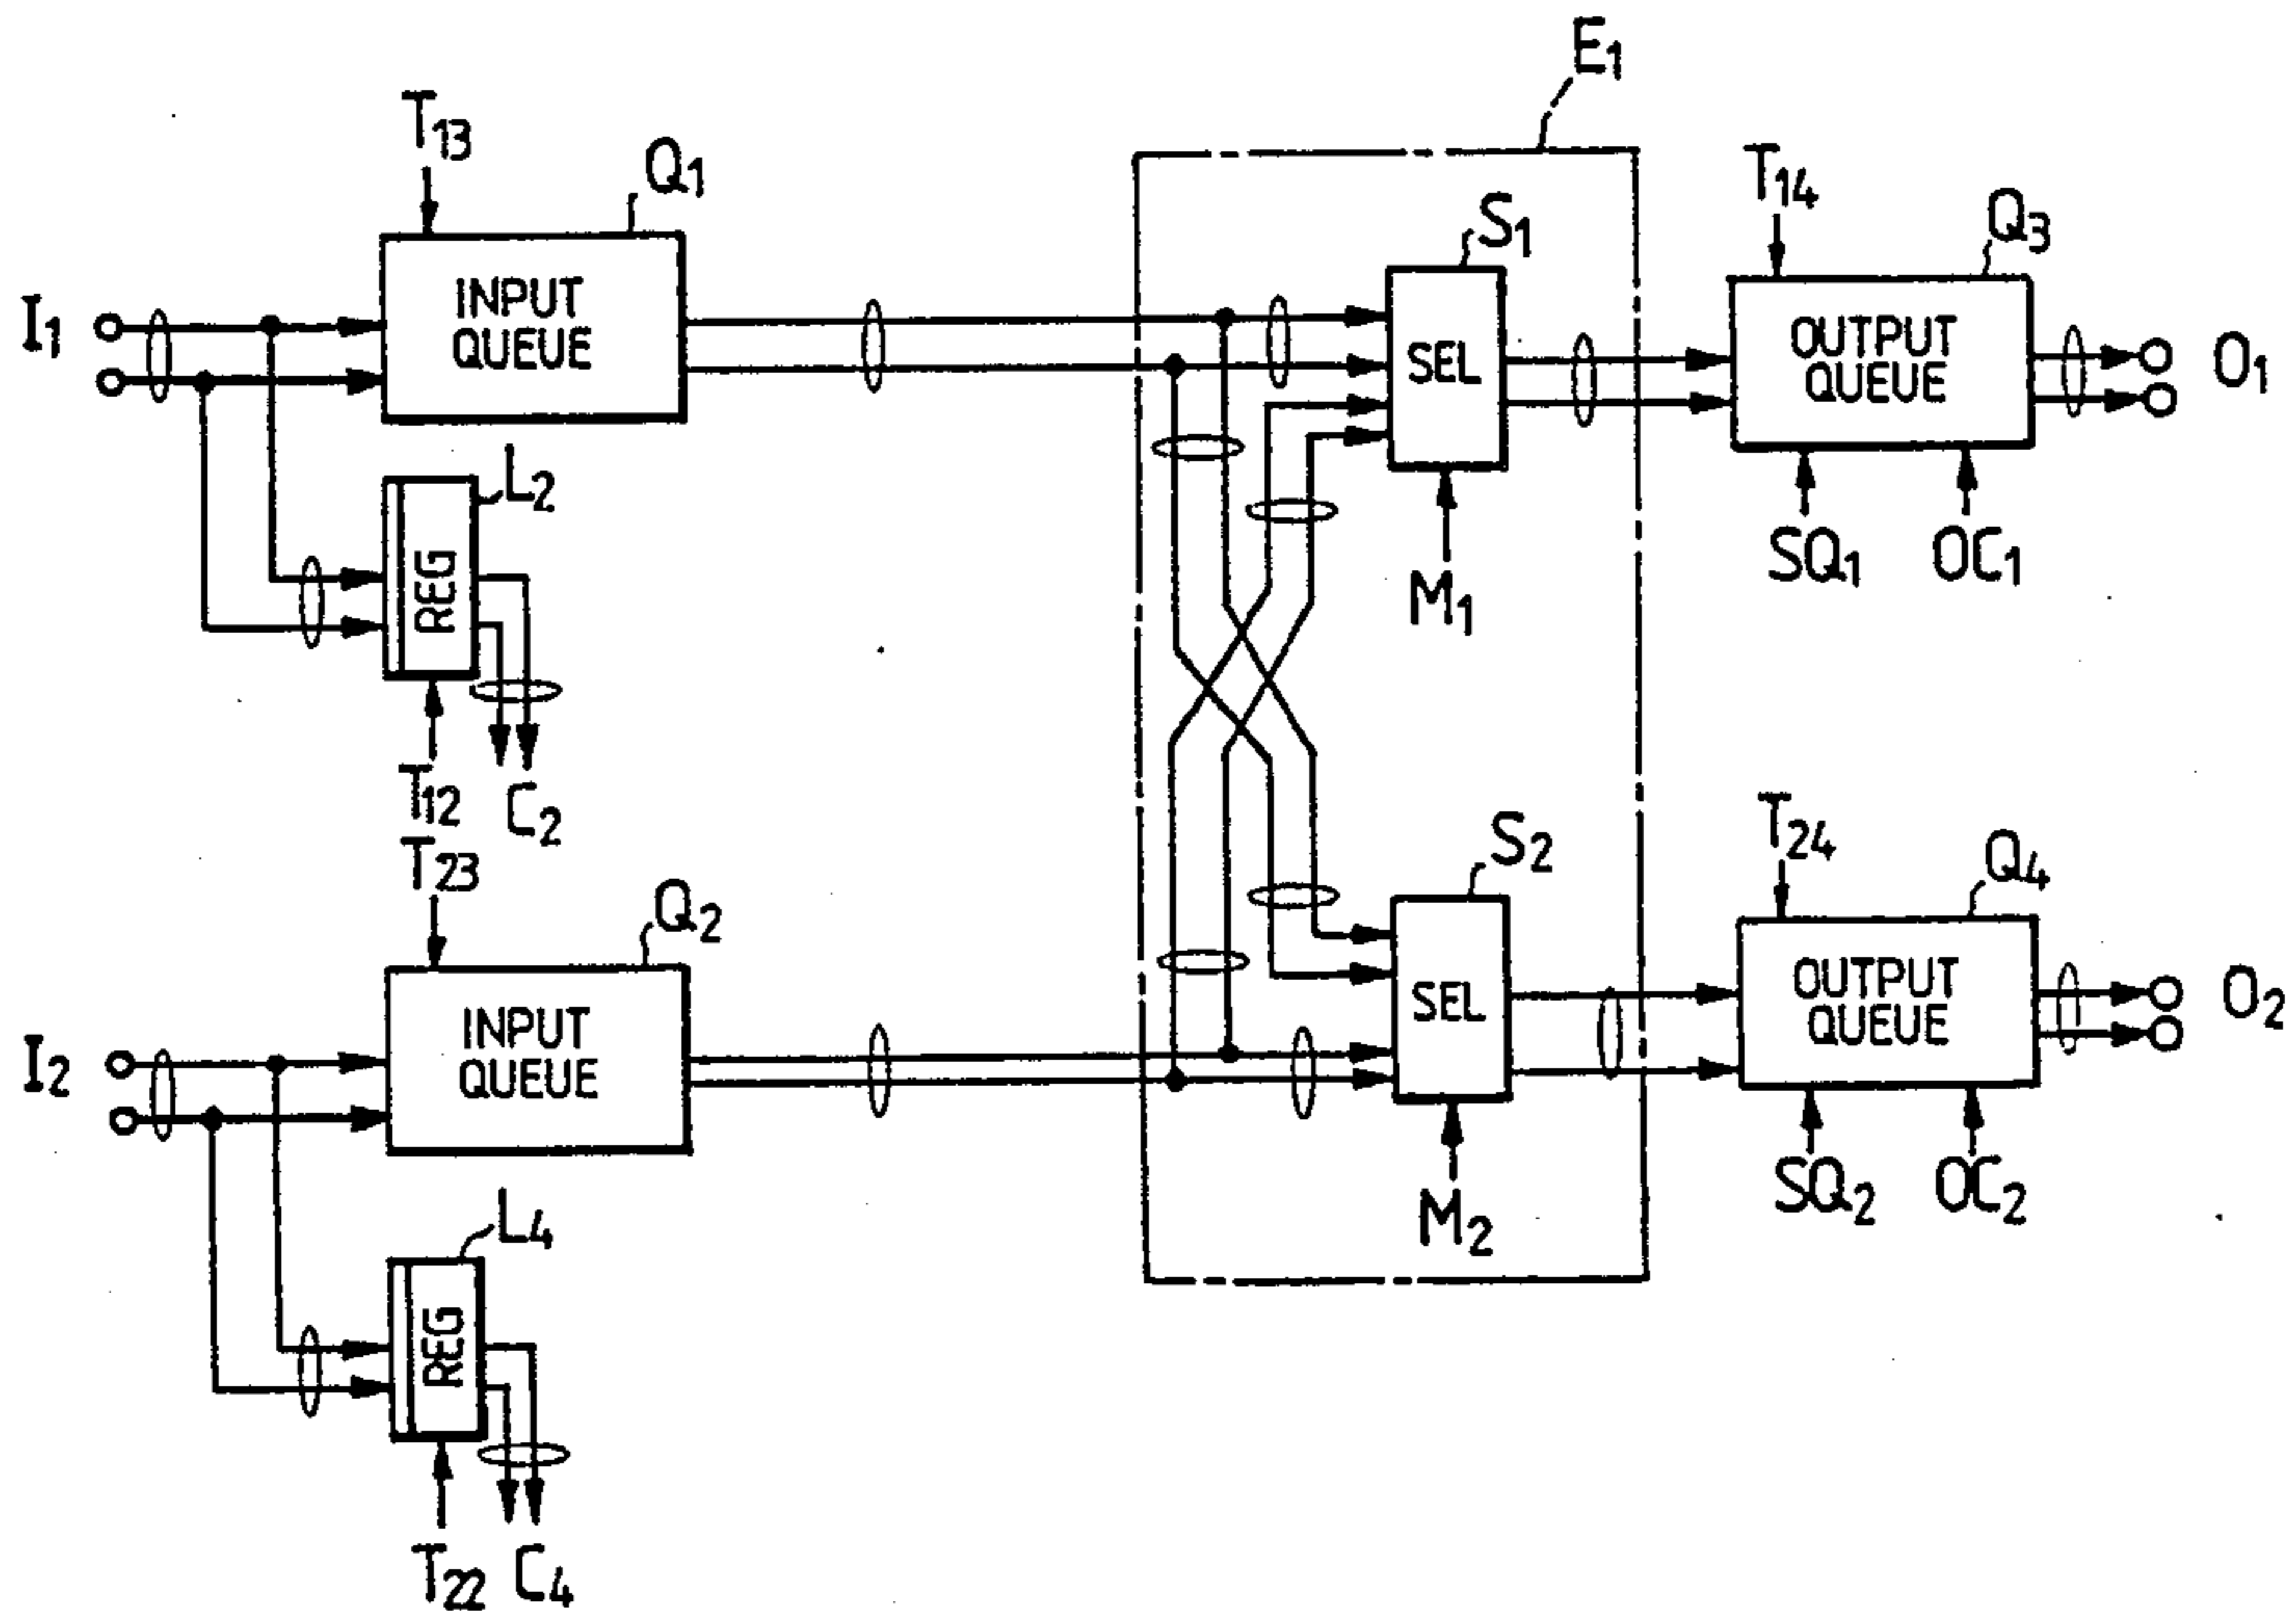 E1
T13
Q1
T14
Q3
S1
I1
INPUT
QUEUE
SEL
OUTPUT
QUEUE
O1
L2
REG
M1
SQ1
OC1
T12
C2
T23
Q2
S2
T24
Q4
I2
INPUT
QUEUE
SEL
OUTPUT
QUEUE
O2
L4
REG
M2
SQ2
OC2
T22
C4